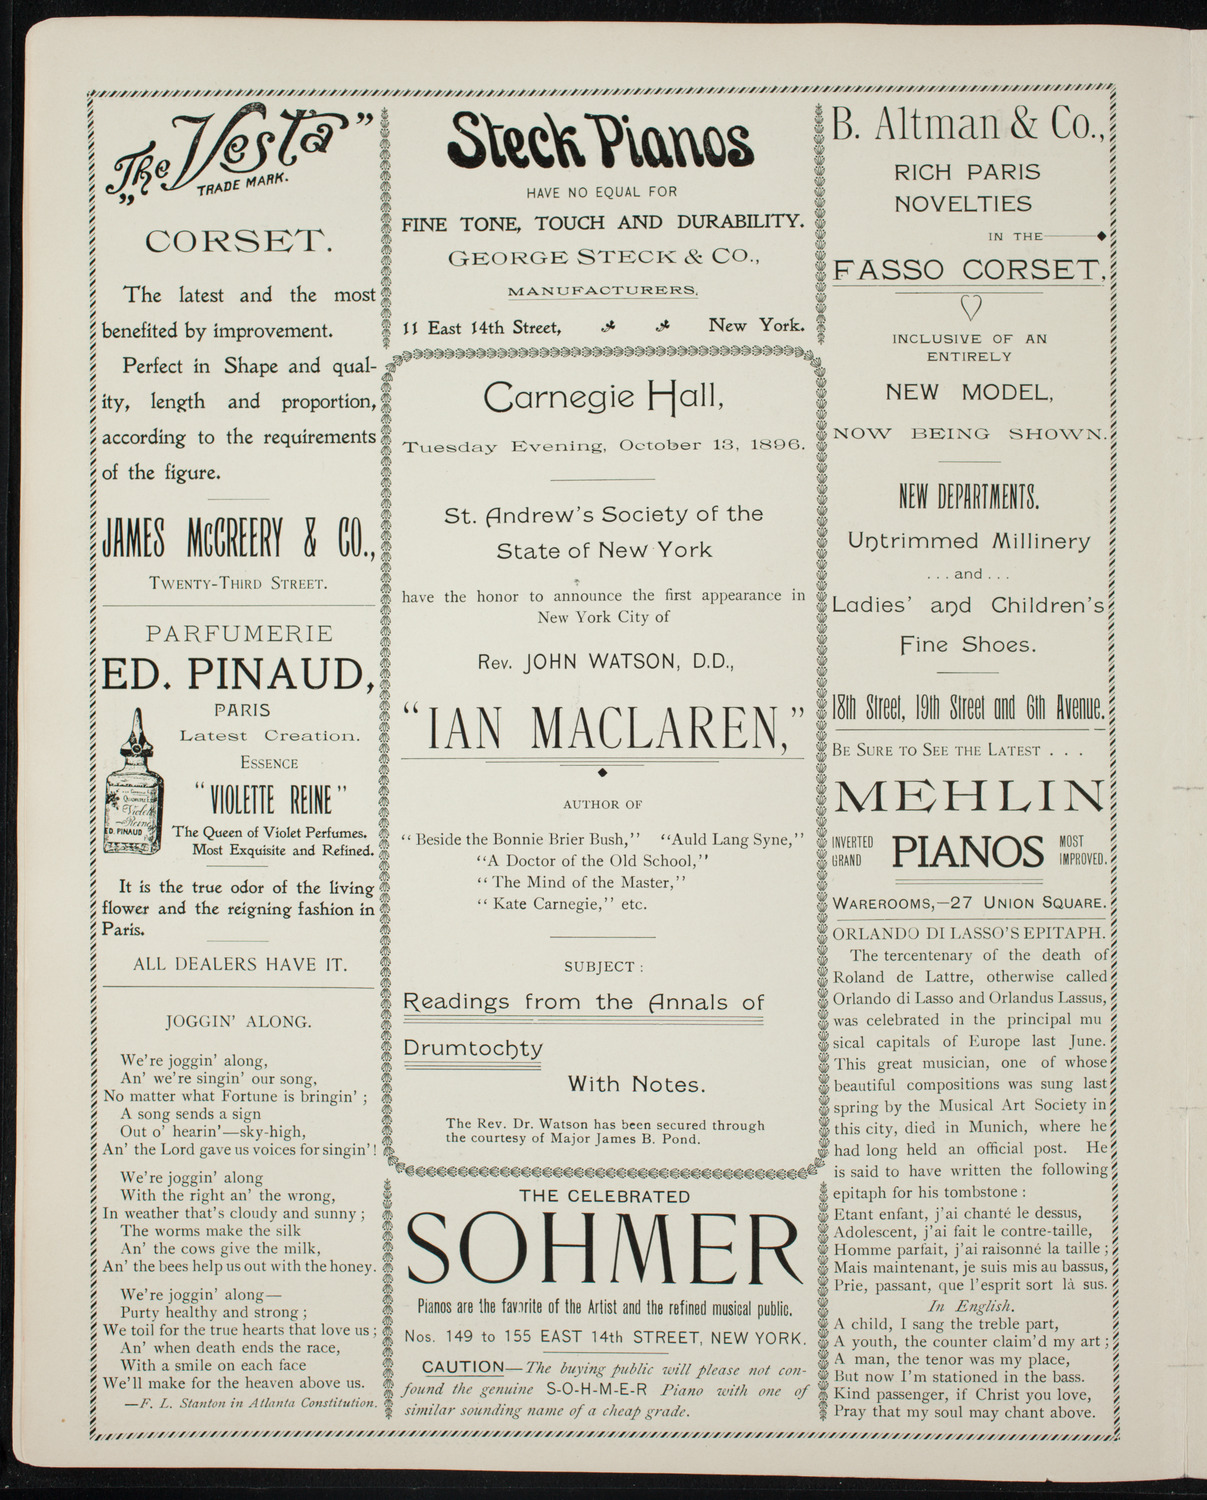 "The Vesta"
TRADE MARK.
CORSET.
The latest and the most
benefited by improvement.
Perfect in Shape and qual-
ity, length and proportion,
according to the requirements
of the figure.
JAMES McCREERY & CO.,
TWENTY-THIRD STREET.
PARFUMERIE
ED. PINAUD,
PARIS
Latest Creation.
ESSENCE
"VIOLETTE REINE"
The Queen of Violet Perfumes.
Most Exquisite and Refined.
ED. PINAUD
It is the true odor of the living
flower and the reigning fashion in
Paris.
ALL DEALERS HAVE IT.
JOGGIN' ALONG.
We're joggin' along,
An' we're singin' our song,
No matter what Fortune is bringin' ;
A song sends a sign
Out o' hearin'—sky-high,
An' the Lord gave us voices for singin'!
We're joggin' along
With the right an' the wrong,
In weather that's cloudy and sunny ;
The worms make the silk
An' the cows give the milk,
An' the bees help us out with the honey.
We're joggin' along—
Purty healthy and strong ;
We toil for the true hearts that love us ;
An' when death ends the race,
With a smile on each face
We'll make for the heaven above us.
—F. L. Stanton in Atlanta Constitution.
Steck Pianos
HAVE NO EQUAL FOR
FINE TONE, TOUCH AND DURABILITY.
GEORGE STECK & CO.,
MANUFACTURERS,
11 East 14th Street, New York.
Carnegie Hall,
Tuesday Evening, October 13, 1896.
St. Andrew's Society of the
State of New York
have the honor to announce the first appearance in
New York City of
Rev. JOHN WATSON, D.D.,
"IAN MACLAREN,"
AUTHOR OF
"Beside the Bonnie Brier Bush," "Auld Lang Syne,"
"A Doctor of the Old School,"
"The Mind of the Master,"
"Kate Carnegie," etc.
SUBJECT :
Readings from the Annals of
Drumtochty
With Notes.
The Rev. Dr. Watson has been secured through
the courtesy of Major James B. Pond.
THE CELEBRATED
SOHMER
Pianos are the favorite of the Artist and the refined musical public.
Nos. 149 to 155 EAST 14th STREET, NEW YORK.
CAUTION—The buying public will please not con-
found the genuine S-O-H-M-E-R Piano with one of
similar sounding name of a cheap grade.
B. Altman & Co.,
RICH PARIS
NOVELTIES
IN THE
FASSO CORSET,
INCLUSIVE OF AN
ENTIRELY
NEW MODEL,
NOW BEING SHOWN.
NEW DEPARTMENTS.
Untrimmed Millinery
. . . and . . .
Ladies' and Children's
Fine Shoes.
18th Street, 19th Street and 6th Avenue.
BE SURE TO SEE THE LATEST . . .
MEHLIN
INVERTED GRAND PIANOS MOST IMPROVED.
WAREROOMS,—27 UNION SQUARE.
ORLANDO DI LASSO'S EPITAPH.
The tercentenary of the death of
Roland de Lattre, otherwise called
Orlando di Lasso and Orlandus Lassus,
was celebrated in the principal mu
sical capitals of Europe last June.
This great musician, one of whose
beautiful compositions was sung last
spring by the Musical Art Society in
this city, died in Munich, where he
had long held an official post. He
is said to have written the following
epitaph for his tombstone :
Etant enfant, j'ai chanté le dessus,
Adolescent, j'ai fait le contre-taille,
Homme parfait, j'ai raisonné la taille ;
Mais maintenant, je suis mis au bassus,
Prie, passant, que l'esprit sort là sus.
In English.
A child, I sang the treble part,
A youth, the counter claim'd my art ;
A man, the tenor was my place,
But now I'm stationed in the bass.
Kind passenger, if Christ you love,
Pray that my soul may chant above.